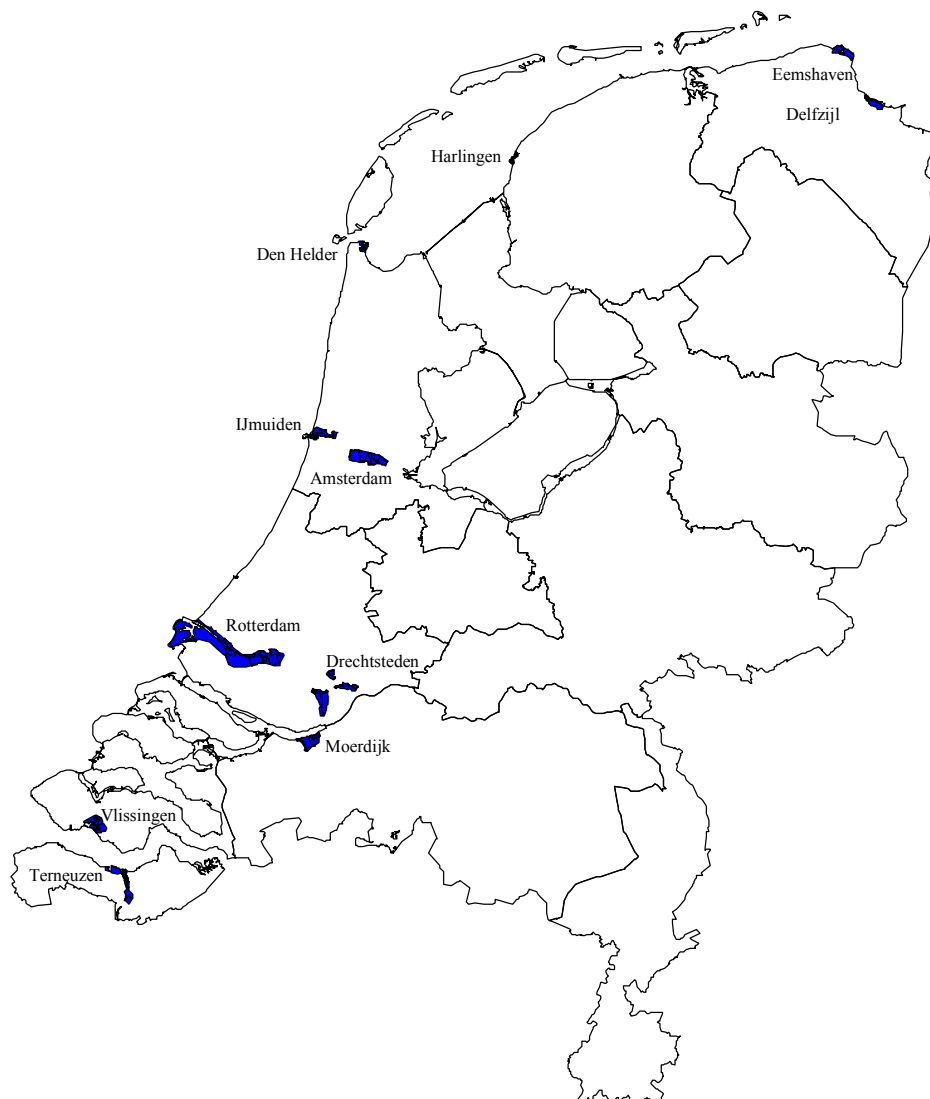 Eemshaven
Delfzijl
Harlingen
Den Helder
IJmuiden
Amsterdam
Rotterdam
Drechtsteden
Moerdijk
Vlissingen
Terneuzen